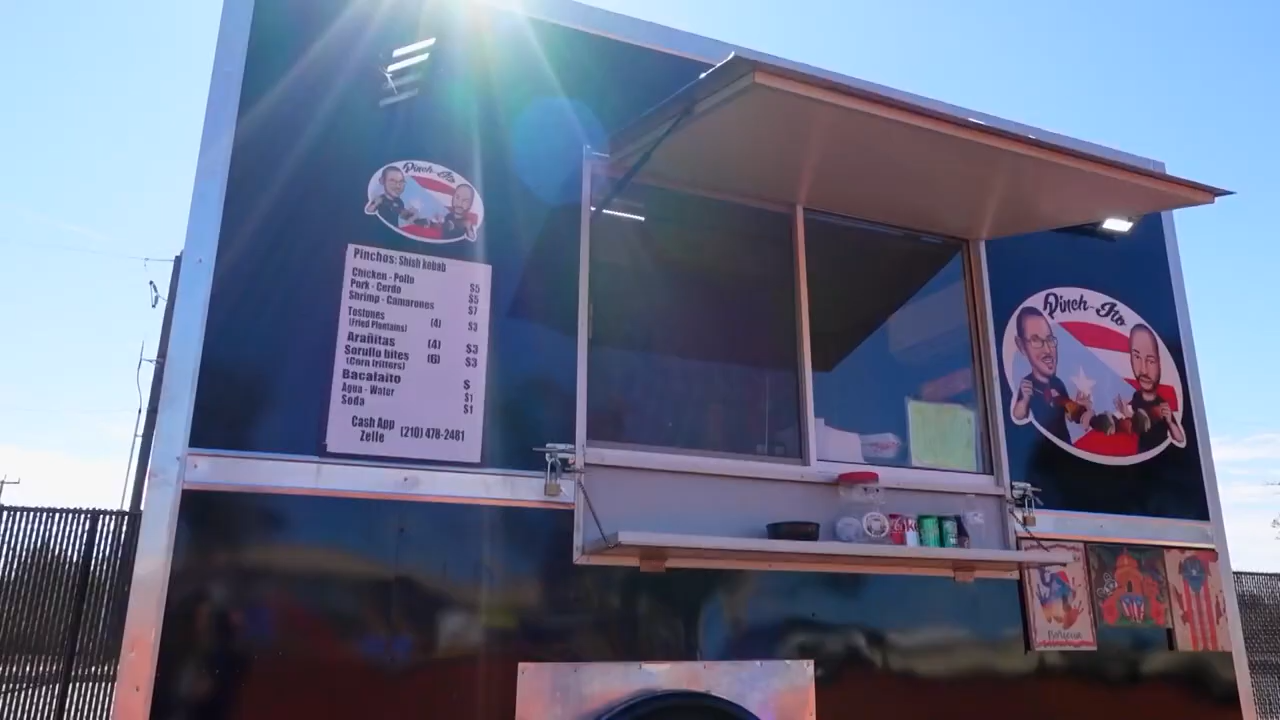 Pinch-Ito
Pinchos: Shish kebab
Chicken - Pollo $5
Pork - Cerdo $5
Shrimp - Camarones $7
Tostones (4) $3
(Fried Plantains)
Arañitas (4) $3
Sorullo bites (6) $3
(Corn fritters)
Bacalaito $
Agua - Water $1
Soda $1
Cash App
Zelle (210) 478-2481
Pinch-Ito